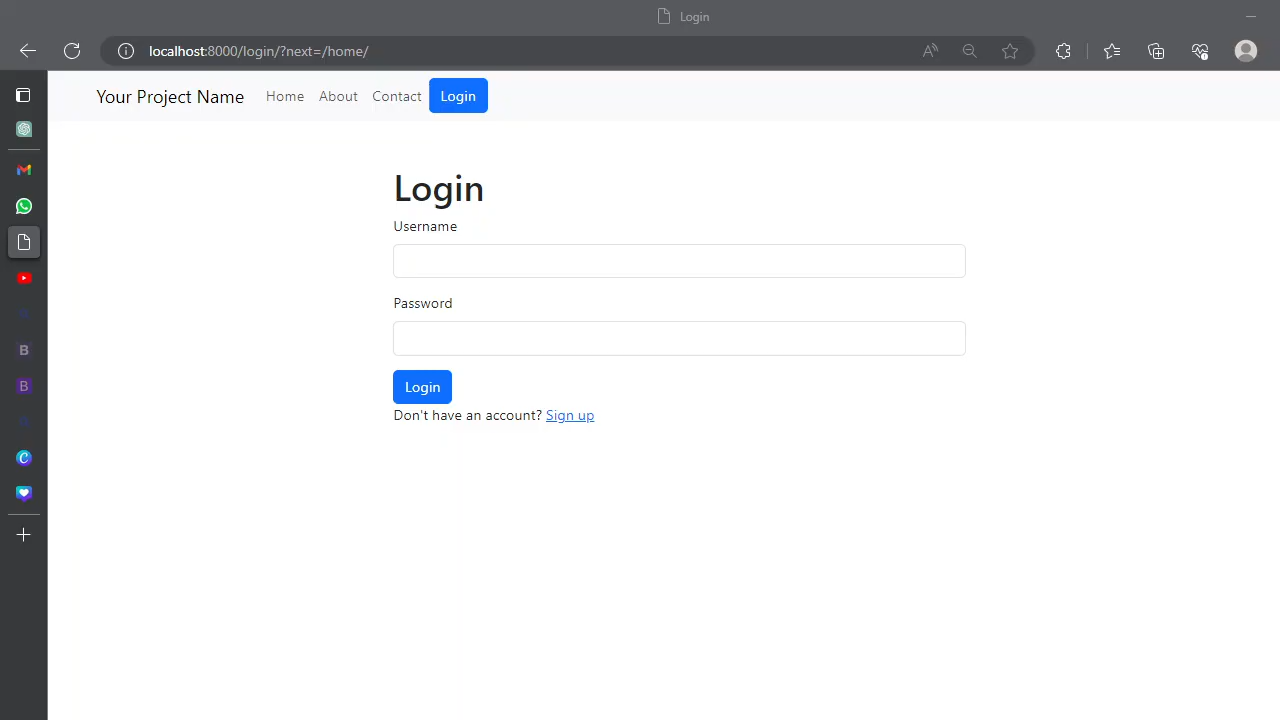 Login
localhost:8000/login/?next=/home/
Your Project Name Home About Contact Login
Login
Username
Password
Login
Don't have an account? Sign up